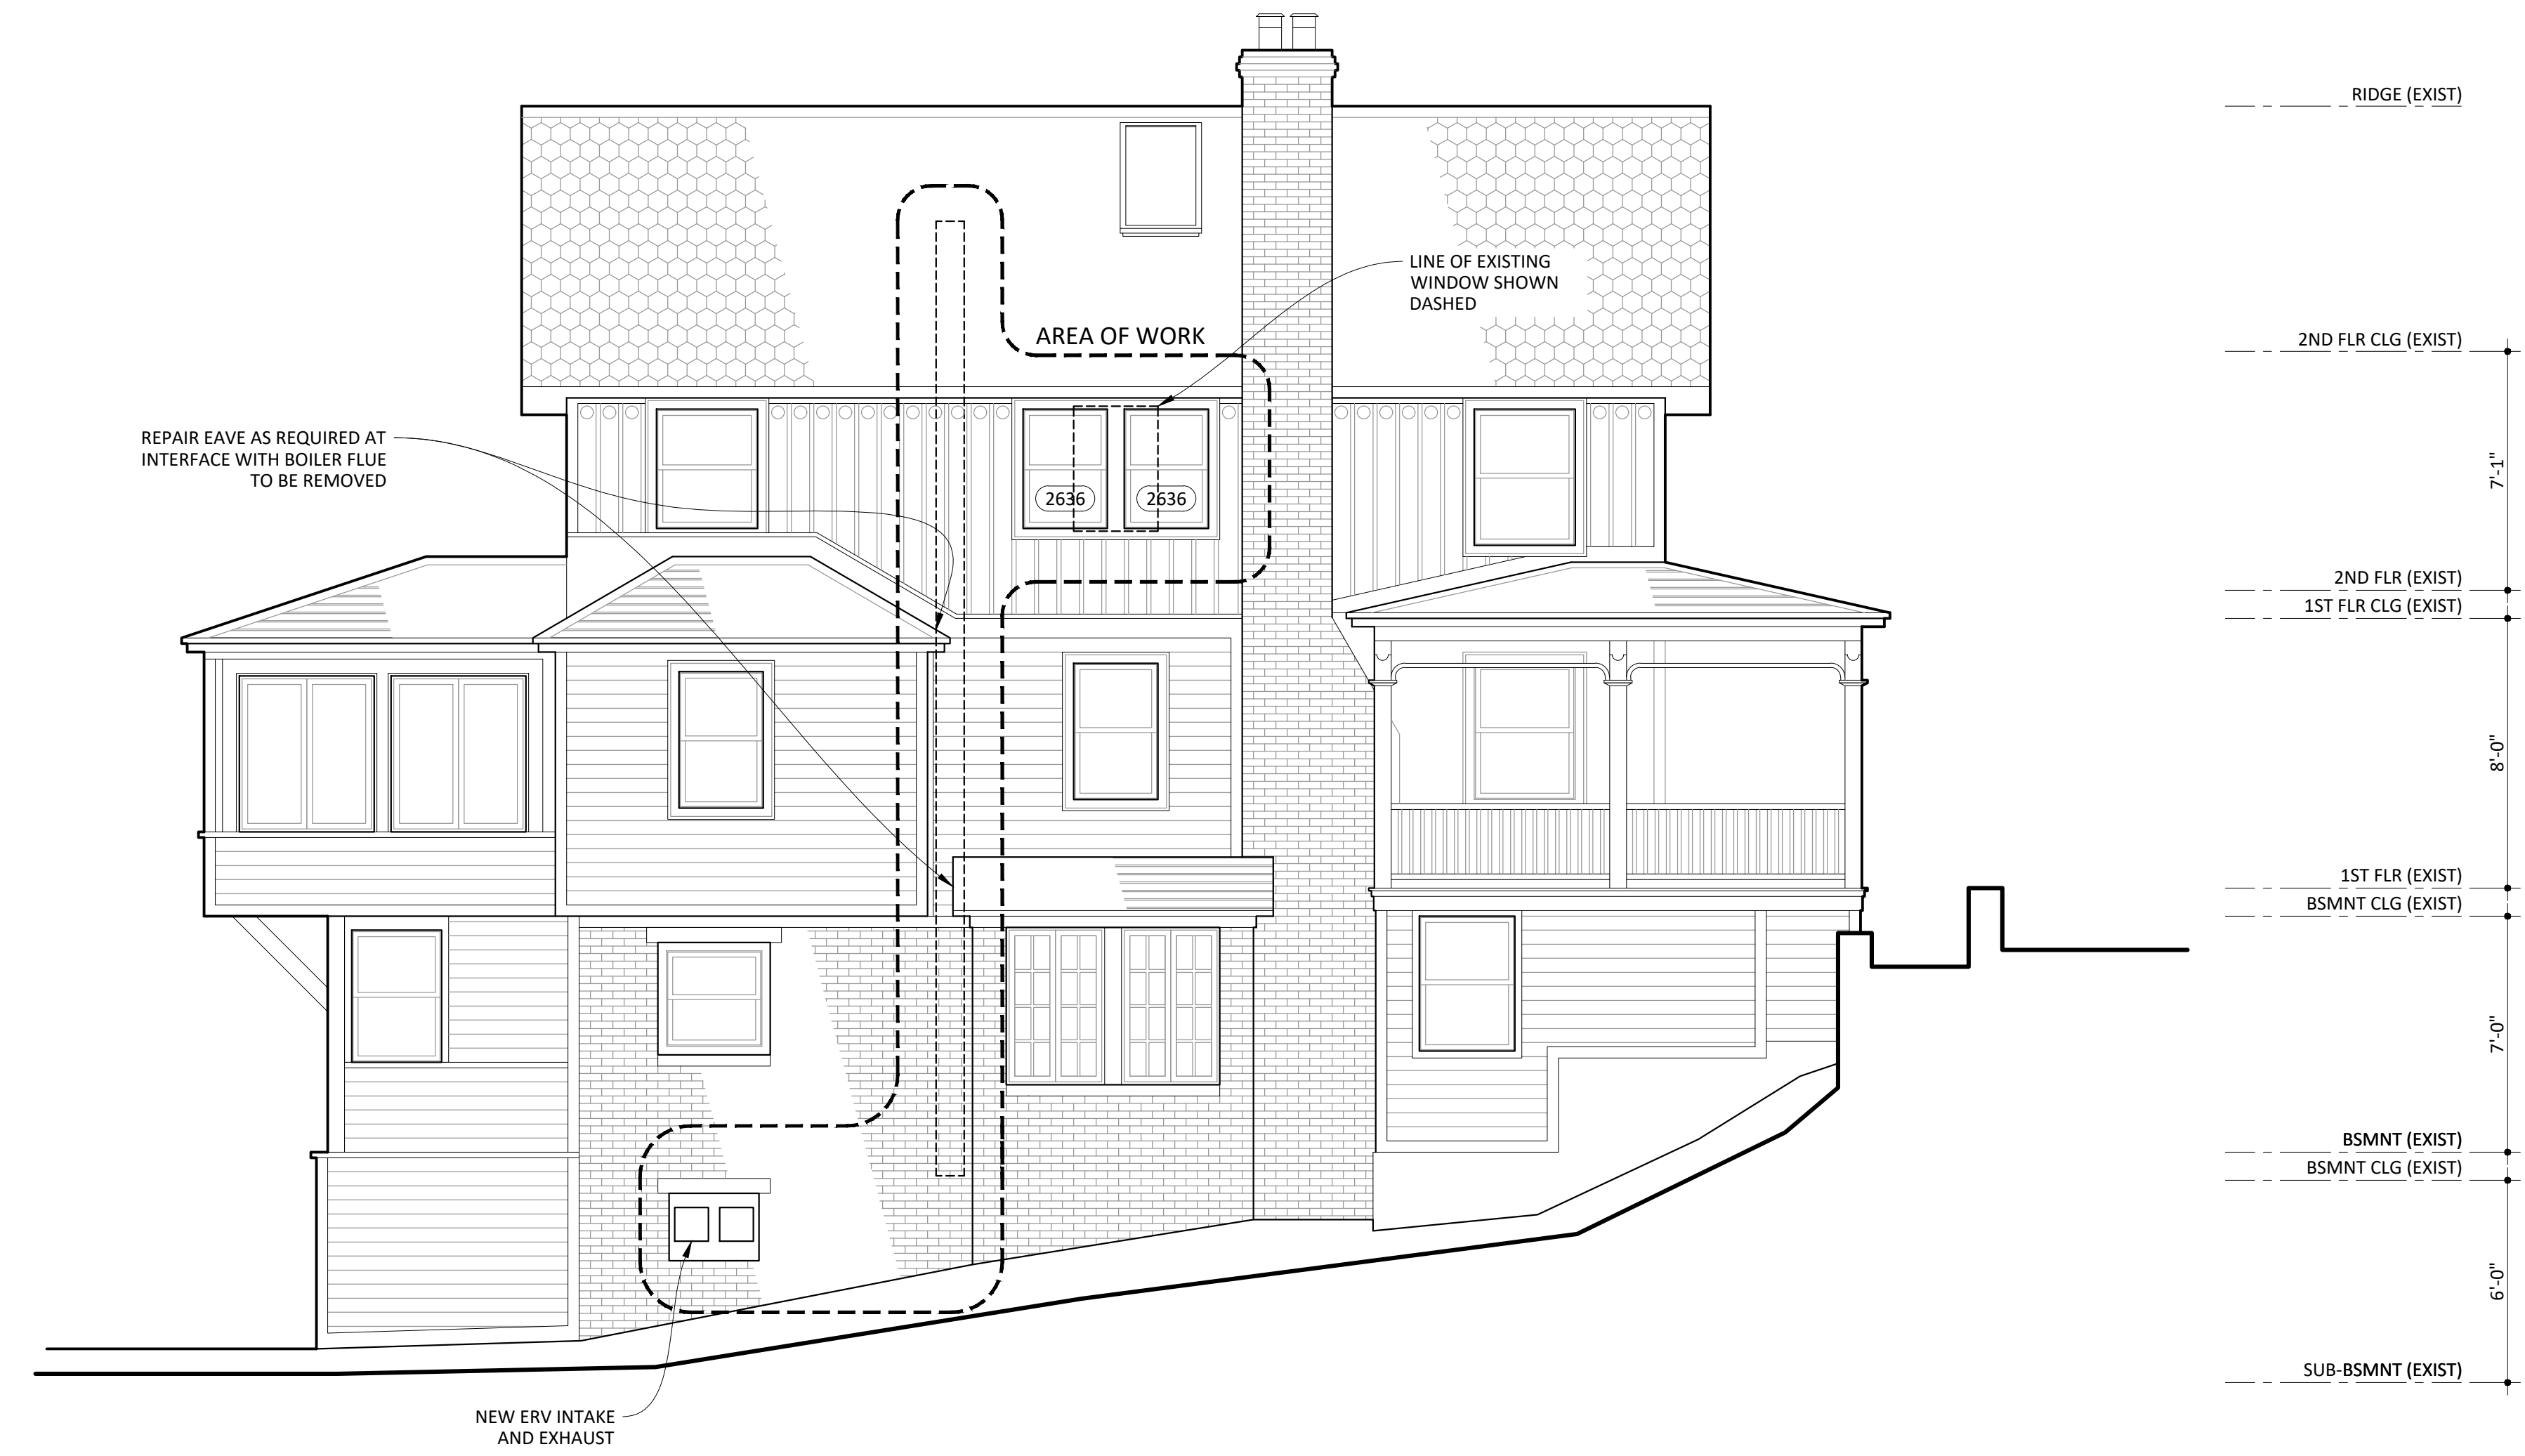 RIDGE (EXIST)
LINE OF EXISTING
WINDOW SHOWN
DASHED
AREA OF WORK
2ND FLR CLG (EXIST)
REPAIR EAVE AS REQUIRED AT
INTERFACE WITH BOILER FLUE
TO BE REMOVED
2636
2636
7'-1"
2ND FLR (EXIST)
1ST FLR CLG (EXIST)
8'-0"
1ST FLR (EXIST)
BSMNT CLG (EXIST)
7'-0"
BSMNT (EXIST)
BSMNT CLG (EXIST)
6'-0"
SUB-BSMNT (EXIST)
NEW ERV INTAKE
AND EXHAUST